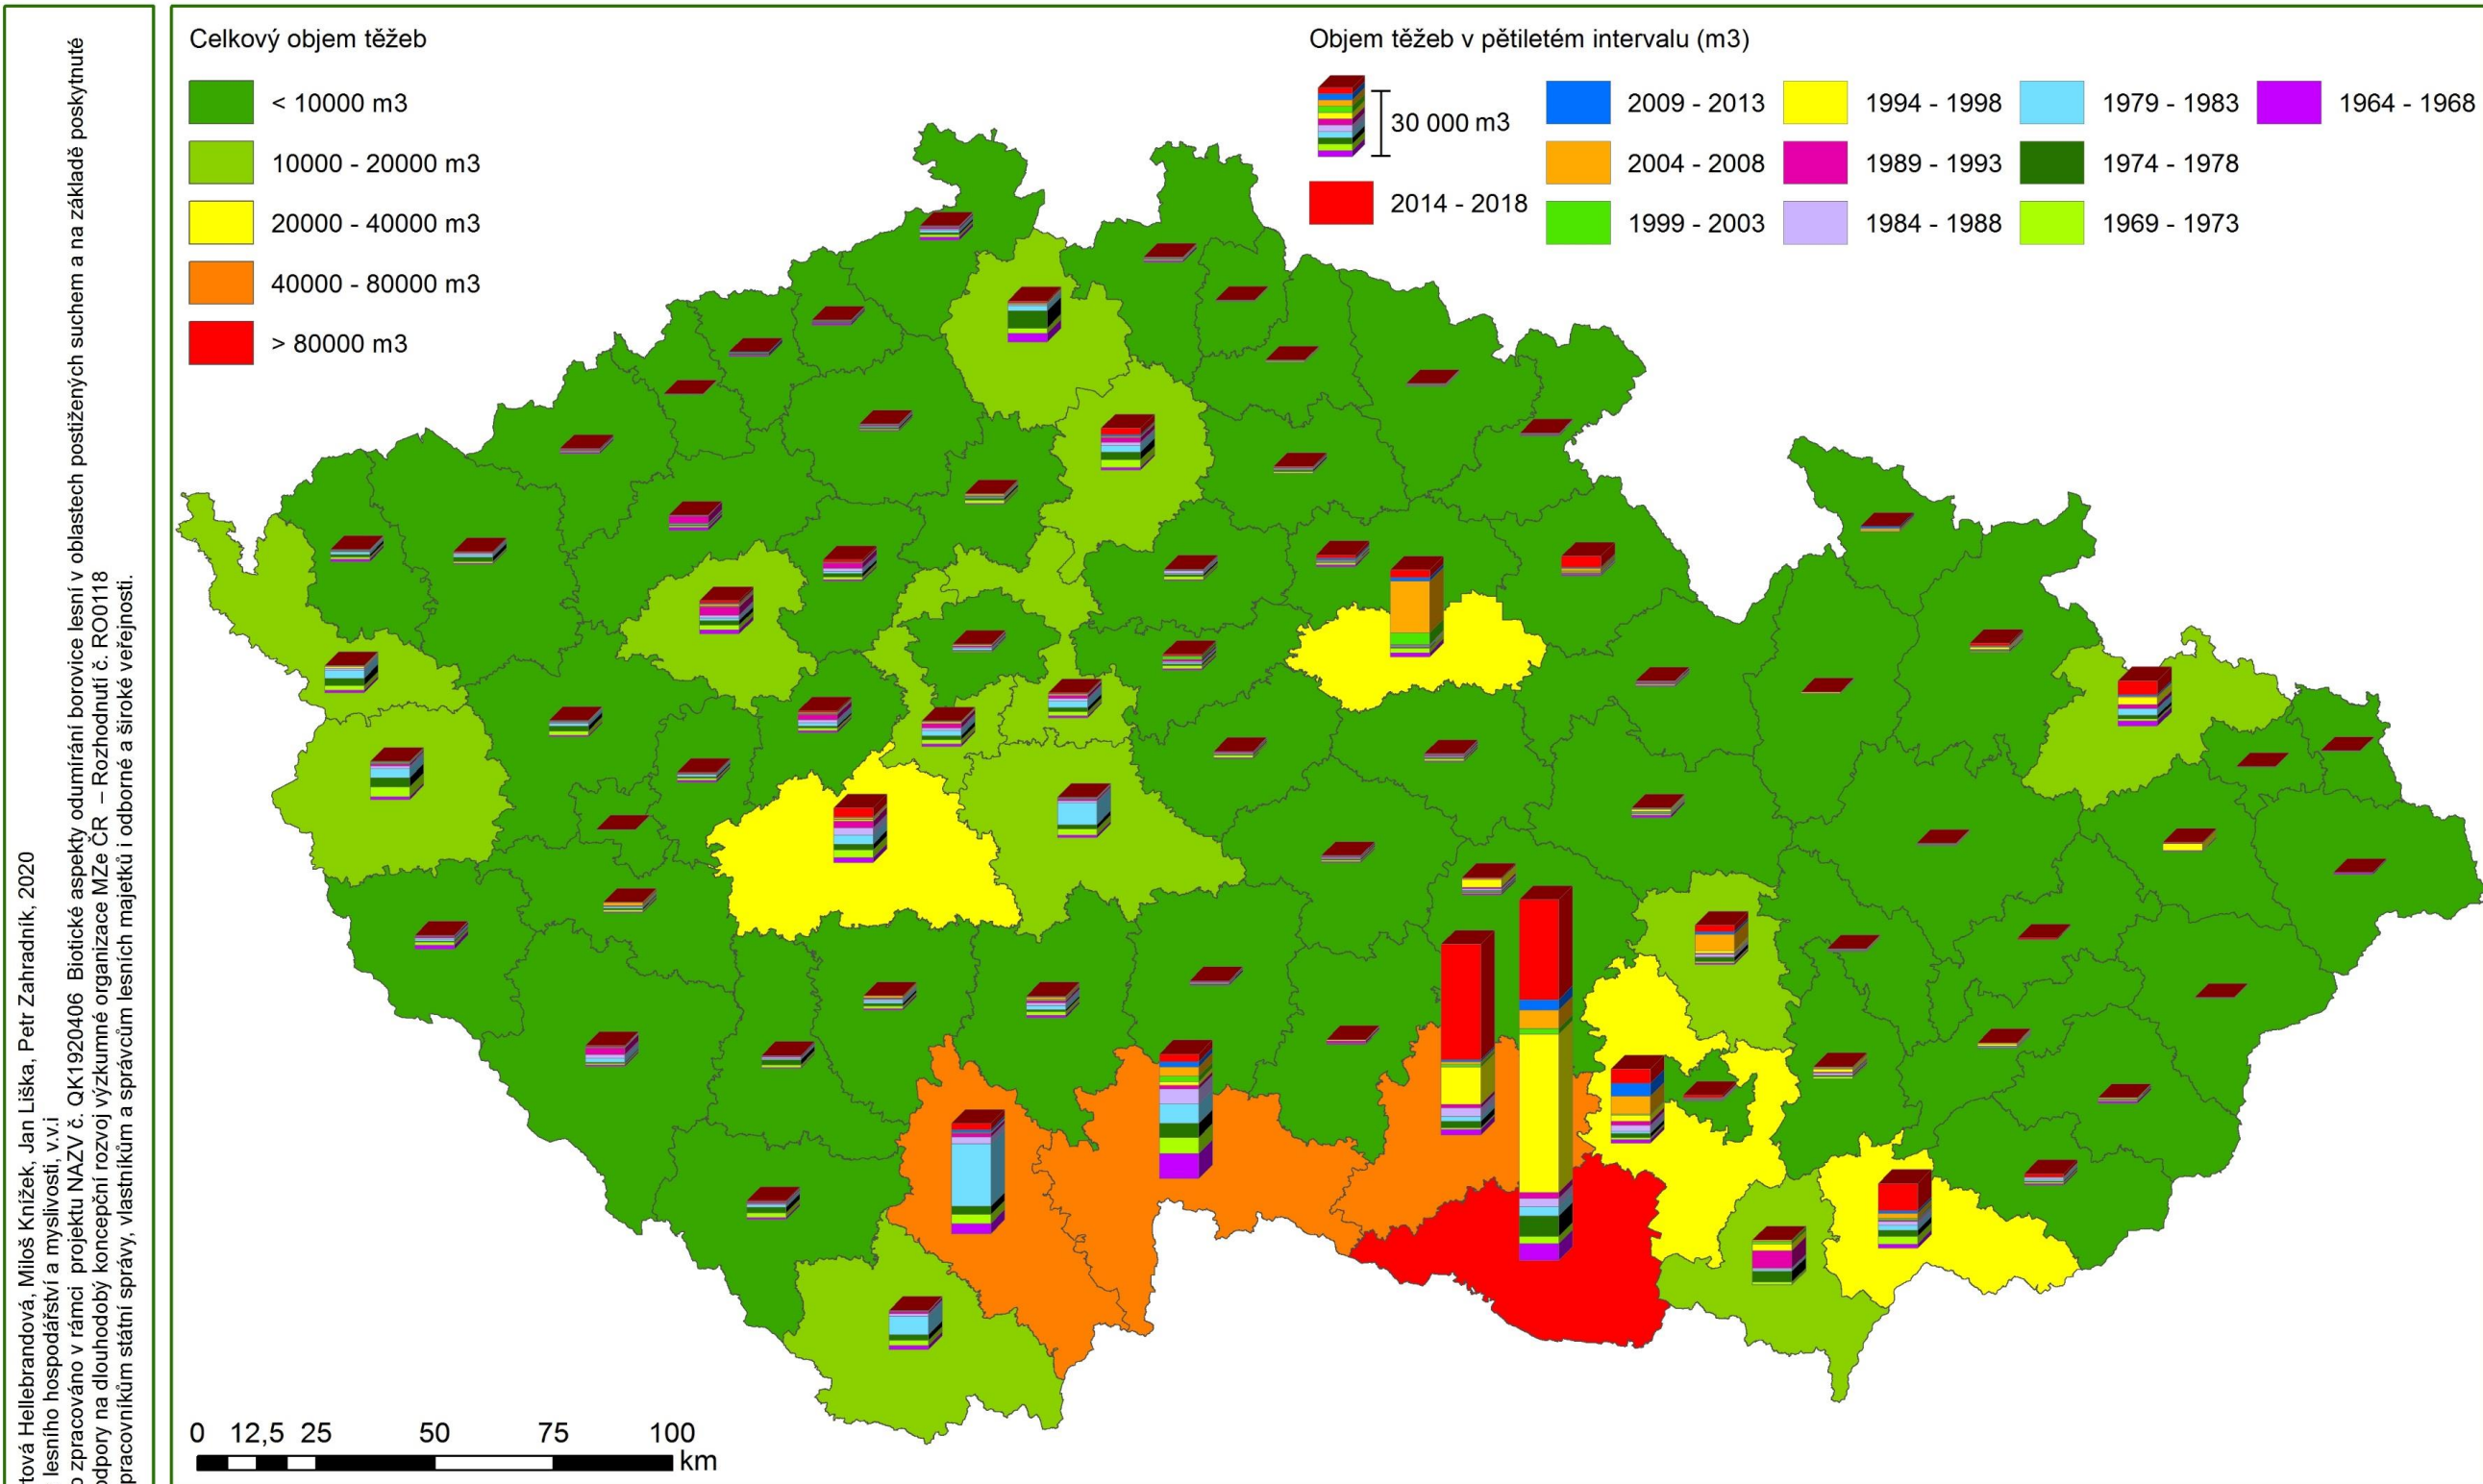 tová Hellebrandová, Miloš Knížek, Jan Liška, Petr Zahradník, 2020
lesního hospodářství a myslivosti, v.v.i
zpracováno v rámci projektu NAZV č. QK1920406 Biotické aspekty odumírání borovice lesní v oblastech postižených suchem a na základě poskytnuté
podpory na dlouhodobý koncepční rozvoj výzkumné organizace MZe ČR – Rozhodnutí č. RO0118
pracovníkům státní správy, vlastníkům a správcům lesních majetků i odborné a široké veřejnosti.
Celkový objem těžeb
< 10000 m3
10000 - 20000 m3
20000 - 40000 m3
40000 - 80000 m3
> 80000 m3
Objem těžeb v pětiletém intervalu (m3)
30 000 m3
2014 - 2018
2009 - 2013
2004 - 2008
1999 - 2003
1994 - 1998
1989 - 1993
1984 - 1988
1979 - 1983
1974 - 1978
1969 - 1973
1964 - 1968
0 12,5 25 50 75 100
km